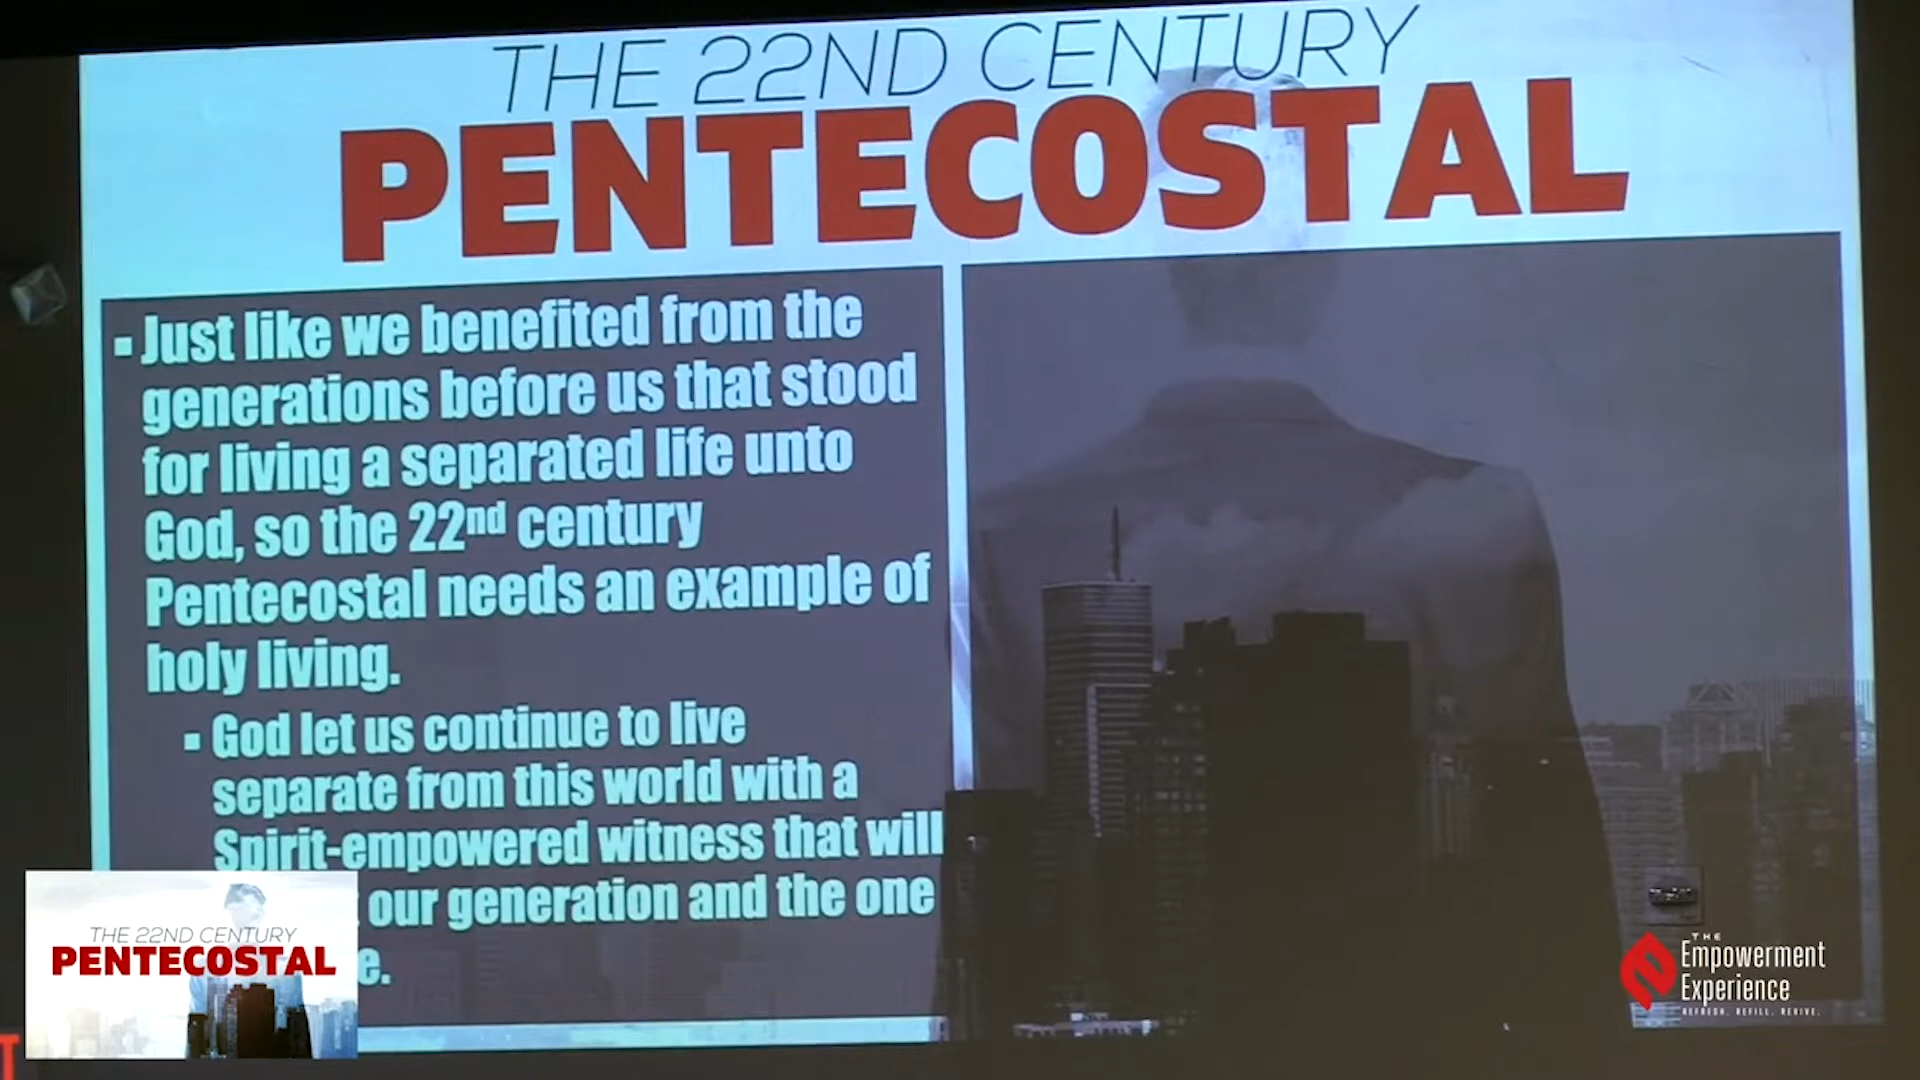 THE 22ND CENTURY
PENTECOSTAL
▪ Just like we benefited from the
generations before us that stood
for living a separated life unto
God, so the 22nd century
Pentecostal needs an example of
holy living.
▪ God let us continue to live
separate from this world with a
Spirit-empowered witness that will
our generation and the one
THE 22ND CENTURY
PENTECOSTAL
THE
Empowerment
Experience
REFRESH. REFILL. REVIVE.